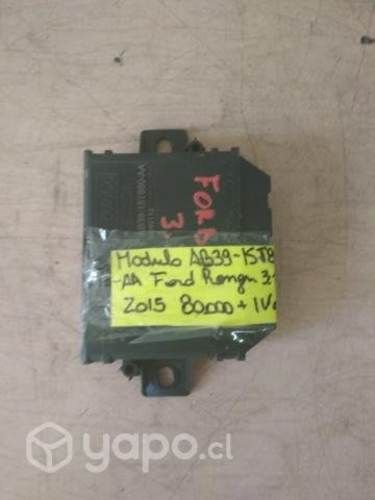 FORD
3.
Modulo AB39-15T8
-AA Ford Ranger 3-
2015 80.000 + IVA
yapo.cl